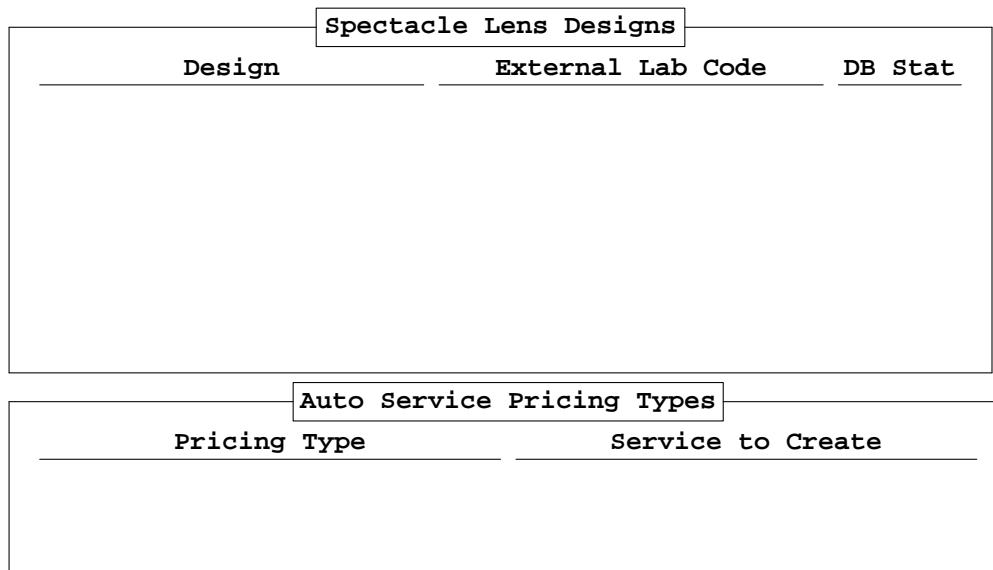 Spectacle Lens Designs
Design External Lab Code DB Stat
Auto Service Pricing Types
Pricing Type Service to Create